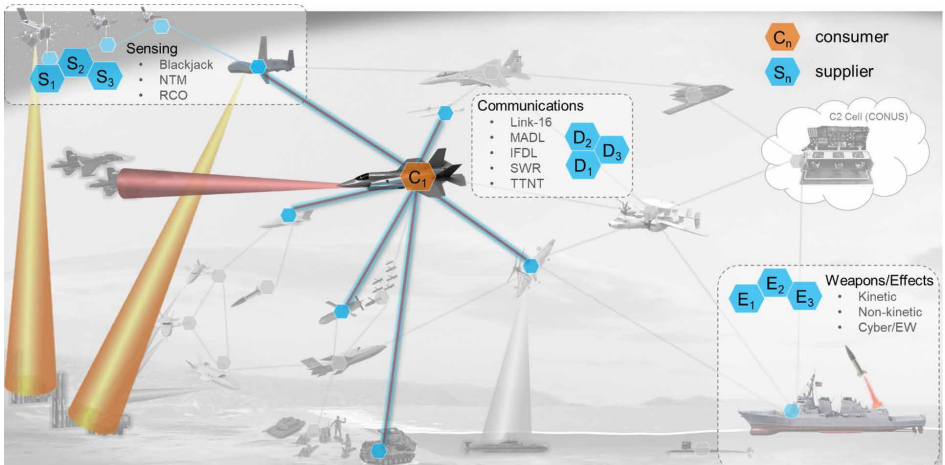 Sensing
• Blackjack
• NTM
• RCO
S1
S2
S3
Cn consumer
Sn supplier
Communications
• Link-16
• MADL
• IFDL
• SWR
• TTNT
D2
D3
D1
C2 Cell (CONUS)
C1
Weapons/Effects
• Kinetic
• Non-kinetic
• Cyber/EW
E1
E2
E3